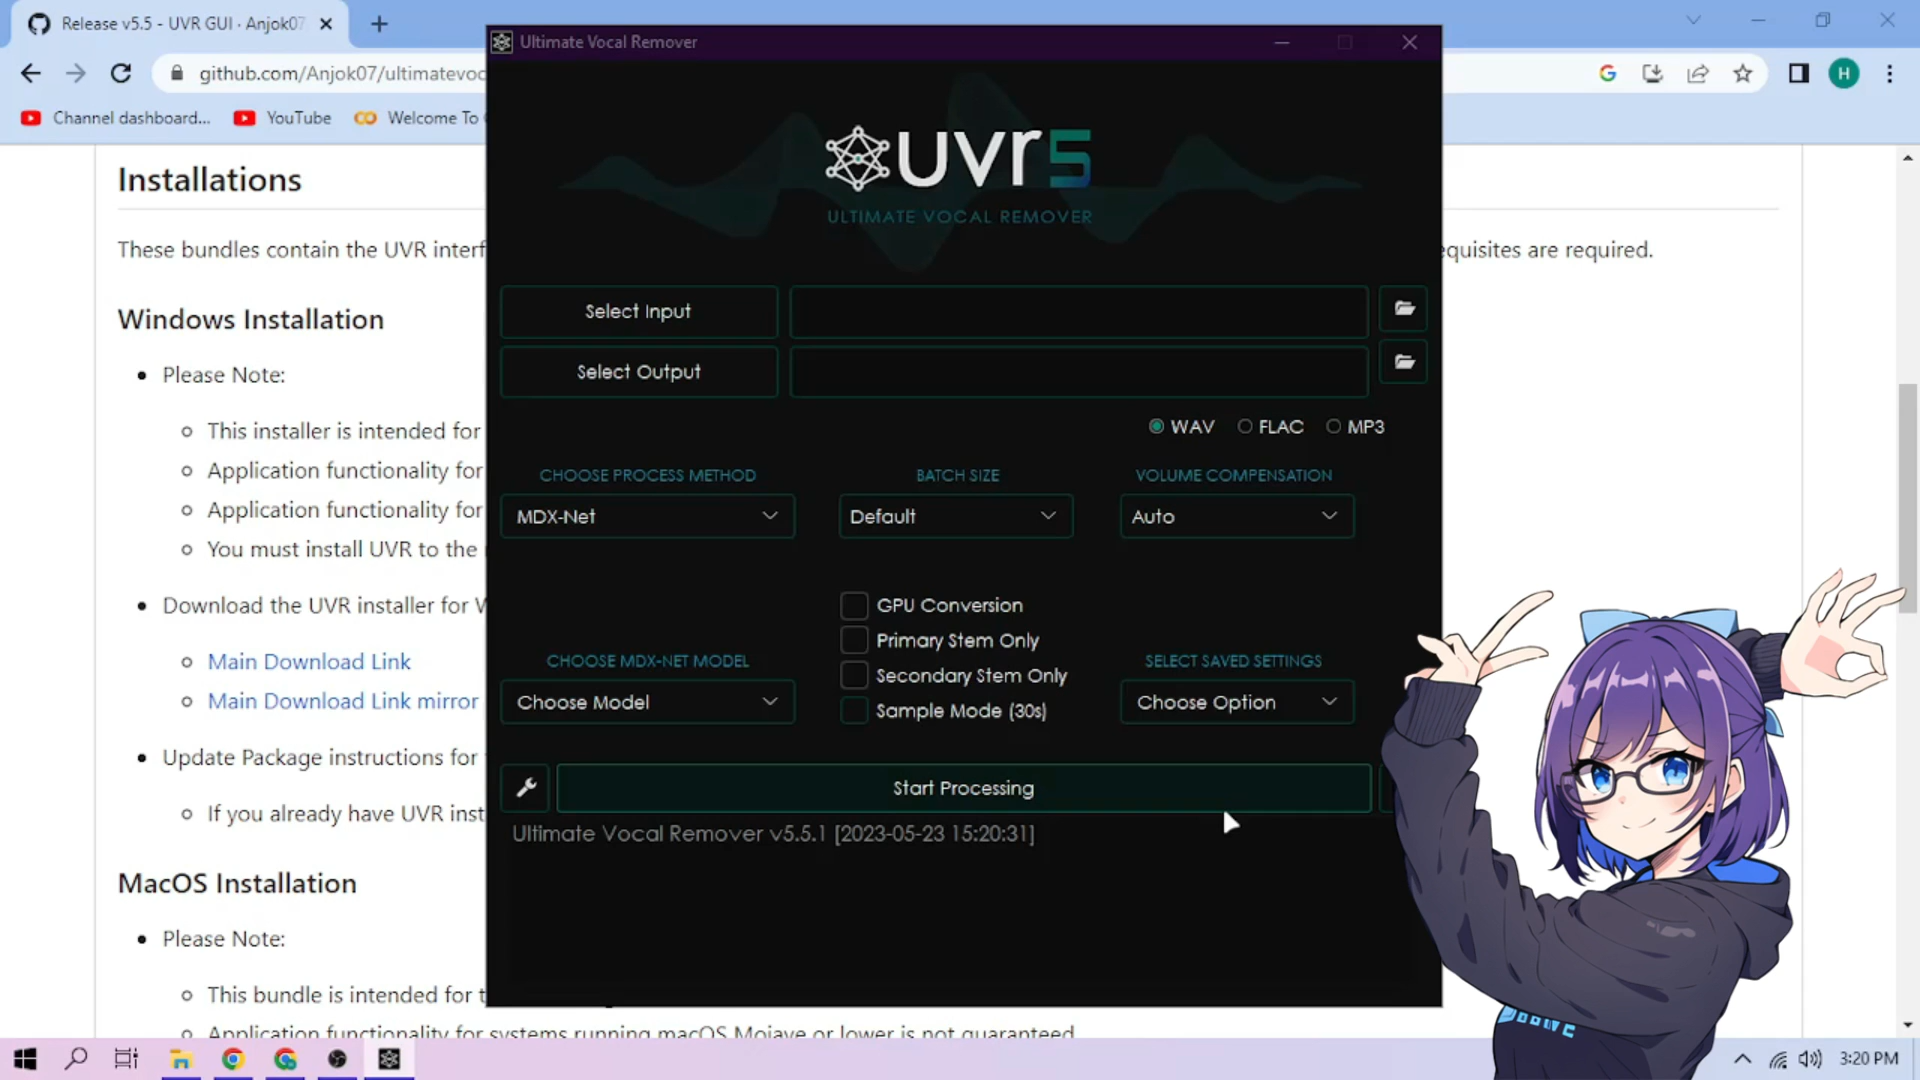 Release v5.5 - UVR GUI · Anjok07
github.com/Anjok07/ultimatevoc
H
Channel dashboard...
YouTube
Welcome To
Ultimate Vocal Remover
uvr5
ULTIMATE VOCAL REMOVER
Installations
These bundles contain the UVR interf
equisites are required.
Windows Installation
Please Note:
This installer is intended for
Application functionality for
Application functionality for
You must install UVR to the
Download the UVR installer for W
Main Download Link
Main Download Link mirror
Update Package instructions for
If you already have UVR inst
MacOS Installation
Please Note:
This bundle is intended for t
Application functionality for systems running macOS Mojave or lower is not guaranteed
Select Input
Select Output
WAV
FLAC
MP3
CHOOSE PROCESS METHOD
BATCH SIZE
VOLUME COMPENSATION
MDX-Net
Default
Auto
GPU Conversion
Primary Stem Only
Secondary Stem Only
Sample Mode (30s)
CHOOSE MDX-NET MODEL
SELECT SAVED SETTINGS
Choose Model
Choose Option
Start Processing
Ultimate Vocal Remover v5.5.1 [2023-05-23 15:20:31]
3:20 PM